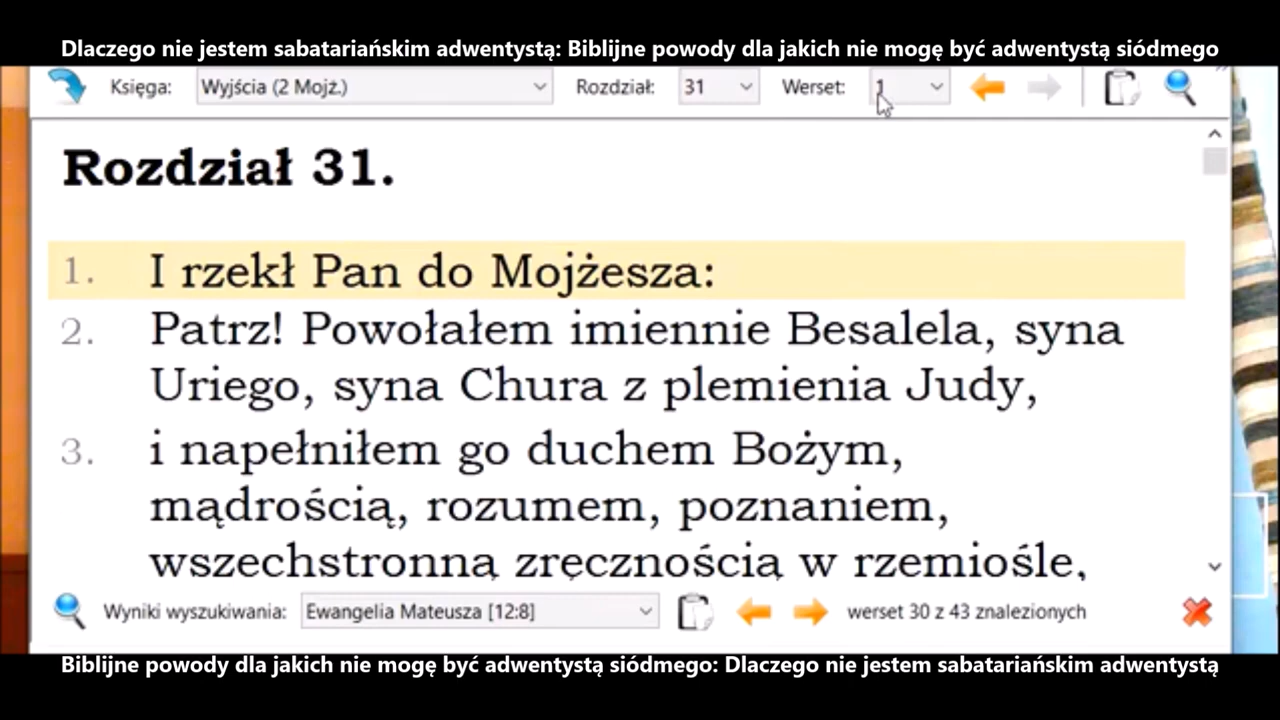 Dlaczego nie jestem sabatariańskim adwentystą: Biblijne powody dla jakich nie mogę być adwentystą siódmego
Księga: Wyjścia (2 Mojż.) Rozdział: 31 Werset: 1
Rozdział 31.
1. I rzekł Pan do Mojżesza:
2. Patrz! Powołałem imiennie Besalela, syna
Uriego, syna Chura z plemienia Judy,
3. i napełniłem go duchem Bożym,
mądrością, rozumem, poznaniem,
wszechstronną zręcznością w rzemiośle,
Wyniki wyszukiwania: Ewangelia Mateusza [12:8] werset 30 z 43 znalezionych
Biblijne powody dla jakich nie mogę być adwentystą siódmego: Dlaczego nie jestem sabatariańskim adwentystą